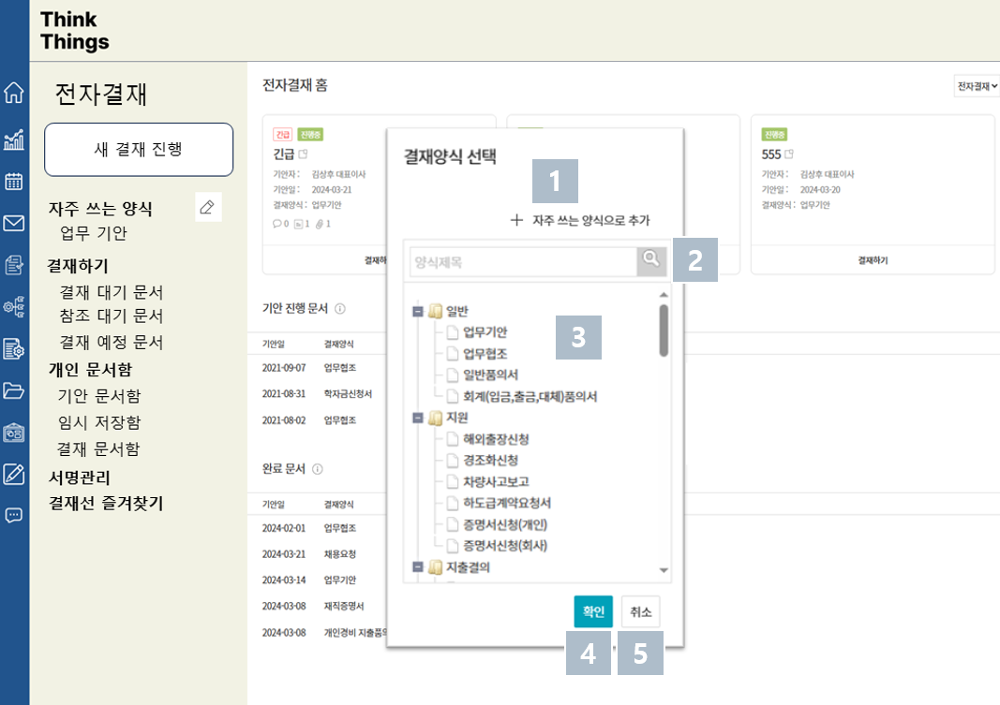 Think
Things
전자결재
새 결재 진행
자주 쓰는 양식
업무 기안
결재하기
결재 대기 문서
참조 대기 문서
결재 예정 문서
개인 문서함
기안 문서함
임시 저장함
결재 문서함
서명관리
결재선 즐겨찾기
전자결재 홈
전자결재
긴급 진행중
긴급
기안자 : 김상후 대표이사
기안일 : 2024-03-21
결재양식 : 업무기안
0 1 1
진행중
555
기안자 : 김상후 대표이사
기안일 : 2024-03-20
결재양식 : 업무기안
결재하기
기안 진행 문서
기안일 결재양식
2021-09-07 업무협조
2021-08-31 학자금신청서
2021-08-02 업무협조
완료 문서
기안일 결재양식
2024-02-01 업무협조
2024-03-21 채용요청
2024-03-14 업무기안
2024-03-08 재직증명서
2024-03-08 개인경비 지출품의
결재양식 선택
1
자주 쓰는 양식으로 추가
양식제목
2
일반
업무기안
3
업무협조
일반품의서
회계(입금,출금,대체)품의서
지원
해외출장신청
경조화신청
차량사고보고
하도급계약요청서
증명서신청(개인)
증명서신청(회사)
지출결의
확인 취소
4 5